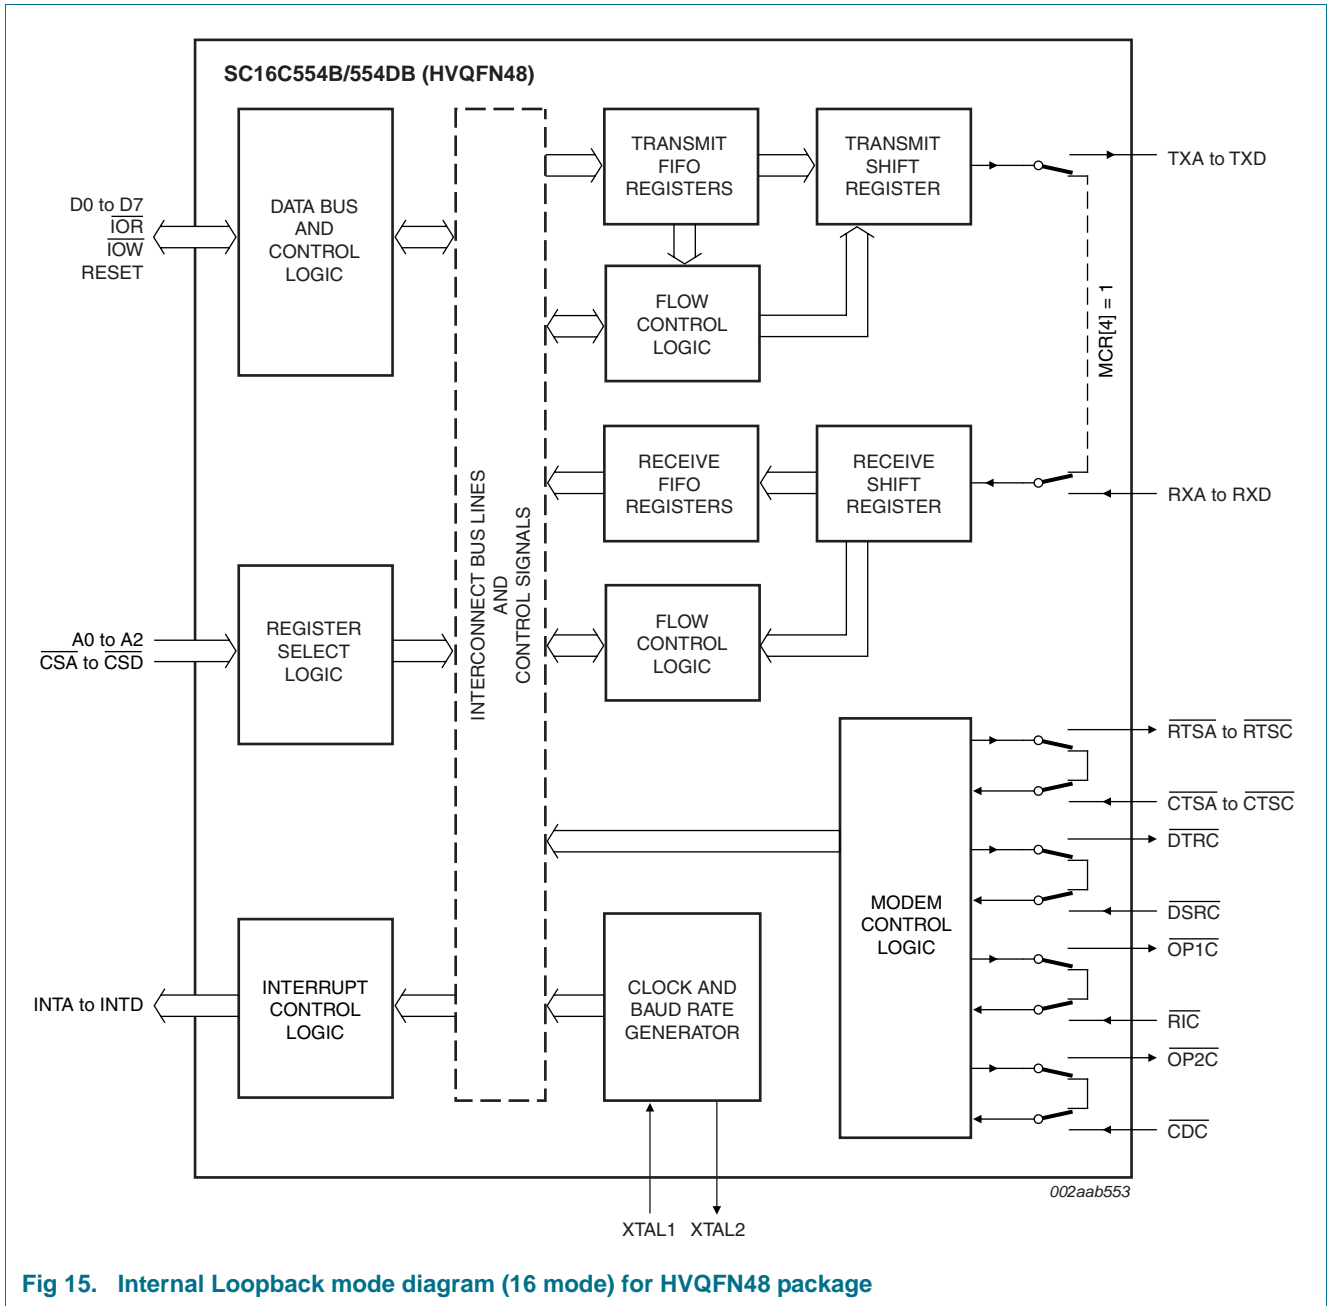 SC16C554B/554DB (HVQFN48)
D0 to D7
IOR
IOW
RESET
DATA BUS
AND
CONTROL
LOGIC
TRANSMIT
FIFO
REGISTERS
TRANSMIT
SHIFT
REGISTER
TXA to TXD
FLOW
CONTROL
LOGIC
MCR[4] = 1
RECEIVE
FIFO
REGISTERS
RECEIVE
SHIFT
REGISTER
RXA to RXD
INTERCONNECT BUS LINES
AND
CONTROL SIGNALS
A0 to A2
CSA to CSD
REGISTER
SELECT
LOGIC
FLOW
CONTROL
LOGIC
RTSA to RTSC
CTSA to CTSC
DTRC
DSRC
OP1C
RIC
OP2C
CDC
MODEM
CONTROL
LOGIC
INTA to INTD
INTERRUPT
CONTROL
LOGIC
CLOCK AND
BAUD RATE
GENERATOR
XTAL1 XTAL2
002aab553
Fig 15. Internal Loopback mode diagram (16 mode) for HVQFN48 package